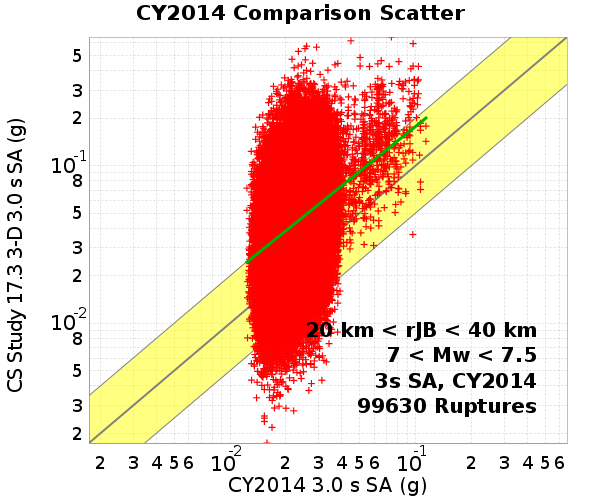 CY2014 Comparison Scatter
CS Study 17.3 3-D 3.0 s SA (g)
5
3
2
10-1
8
5
3
2
10-2
8
5
3
2
20 km < rJB < 40 km
7 < Mw < 7.5
3s SA, CY2014
99630 Ruptures
2 3 4 5 6 10-2 2 3 4 5 6 10-1 2 3 4 5 6
CY2014 3.0 s SA (g)